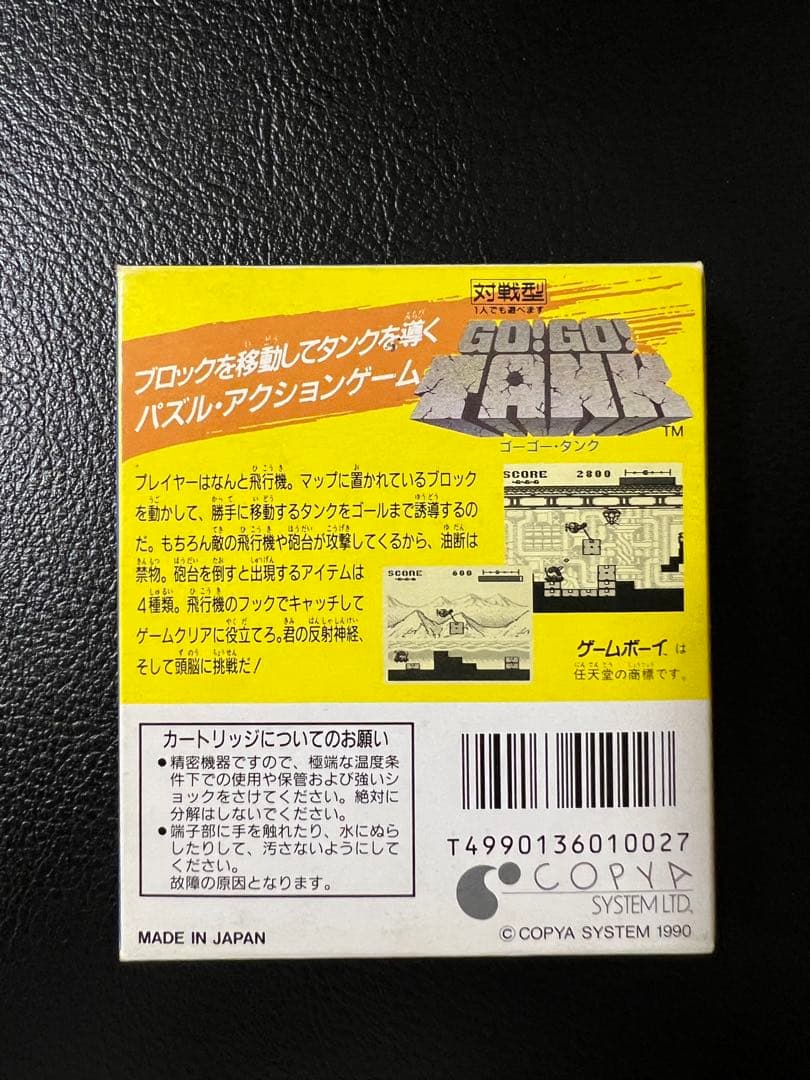 対戦型
1人でも遊べます
GO!GO!
TANK
TM
ゴーゴー・タンク
ブロックを移動してタンクを導く
パズル・アクションゲーム
プレイヤーはなんと飛行機。マップに置かれているブロック
を動かして、勝手に移動するタンクをゴールまで誘導するの
だ。もちろん敵の飛行機や砲台が攻撃してくるから、油断は
禁物。砲台を倒すと出現するアイテムは
4種類。飛行機のフックでキャッチして
ゲームクリアに役立てろ。君の反射神経、
そして頭脳に挑戦だ!
SCORE 2800
SCORE 600
ゲームボーイ™は
任天堂の商標です。
カートリッジについてのお願い
●精密機器ですので、極端な温度条
件下での使用や保管および強いショ
ックをさけてください。絶対に
分解はしないでください。
●端子部に手を触れたり、水にぬら
したりして、汚さないようにして
ください。
故障の原因となります。
T4990136010027
COPYA
SYSTEM LTD.
MADE IN JAPAN
© COPYA SYSTEM 1990